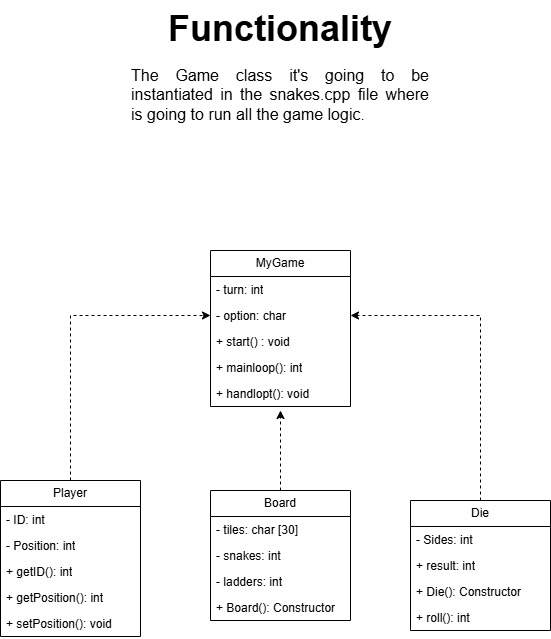 Functionality
The Game class it's going to be
instantiated in the snakes.cpp file where
is going to run all the game logic.
MyGame
- turn: int
- option: char
+ start() : void
+ mainloop(): int
+ handlopt(): void
Player
- ID: int
- Position: int
+ getID(): int
+ getPosition(): int
+ setPosition(): void
Board
- tiles: char [30]
- snakes: int
- ladders: int
+ Board(): Constructor
Die
- Sides: int
+ result: int
+ Die(): Constructor
+ roll(): int